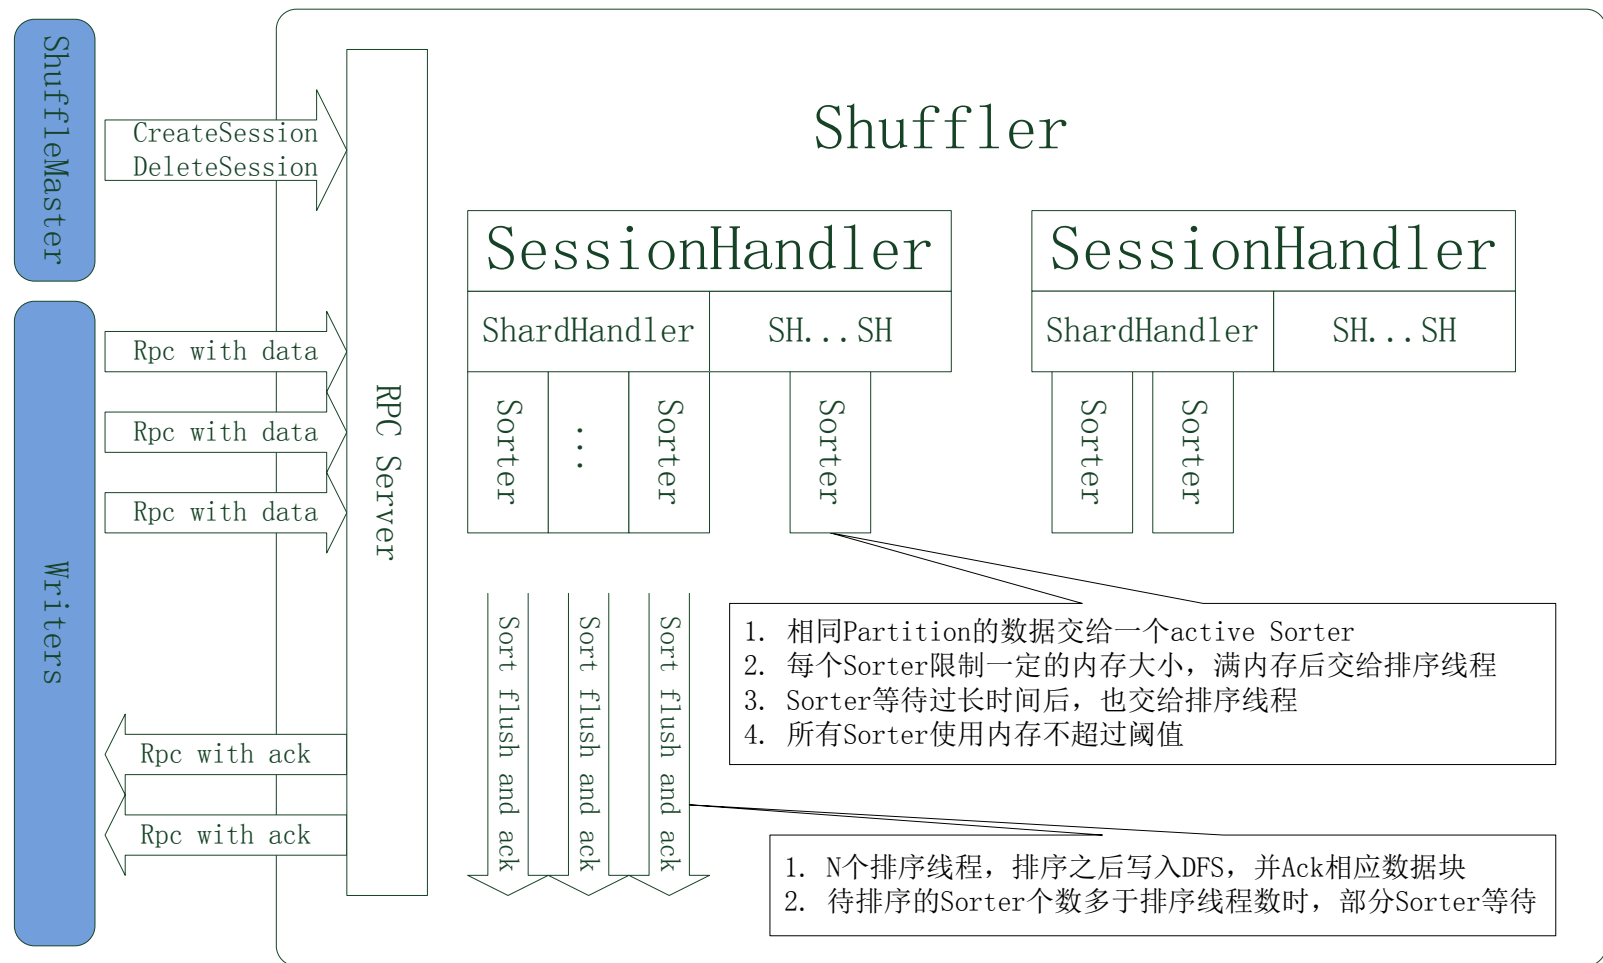 ShuffleMaster
CreateSession
DeleteSession
Shuffler
SessionHandler
ShardHandler
SH...SH
Sorter
...
Sorter
Sorter
SessionHandler
ShardHandler
SH...SH
Sorter
Sorter
Writers
Rpc with data
Rpc with data
Rpc with data
RPC Server
Rpc with ack
Rpc with ack
Sort flush and ack
Sort flush and ack
Sort flush and ack
1. 相同Partition的数据交给一个active Sorter
2. 每个Sorter限制一定的内存大小，满内存后交给排序线程
3. Sorter等待过长时间后，也交给排序线程
4. 所有Sorter使用内存不超过阈值
1. N个排序线程，排序之后写入DFS，并Ack相应数据块
2. 待排序的Sorter个数多于排序线程数时，部分Sorter等待